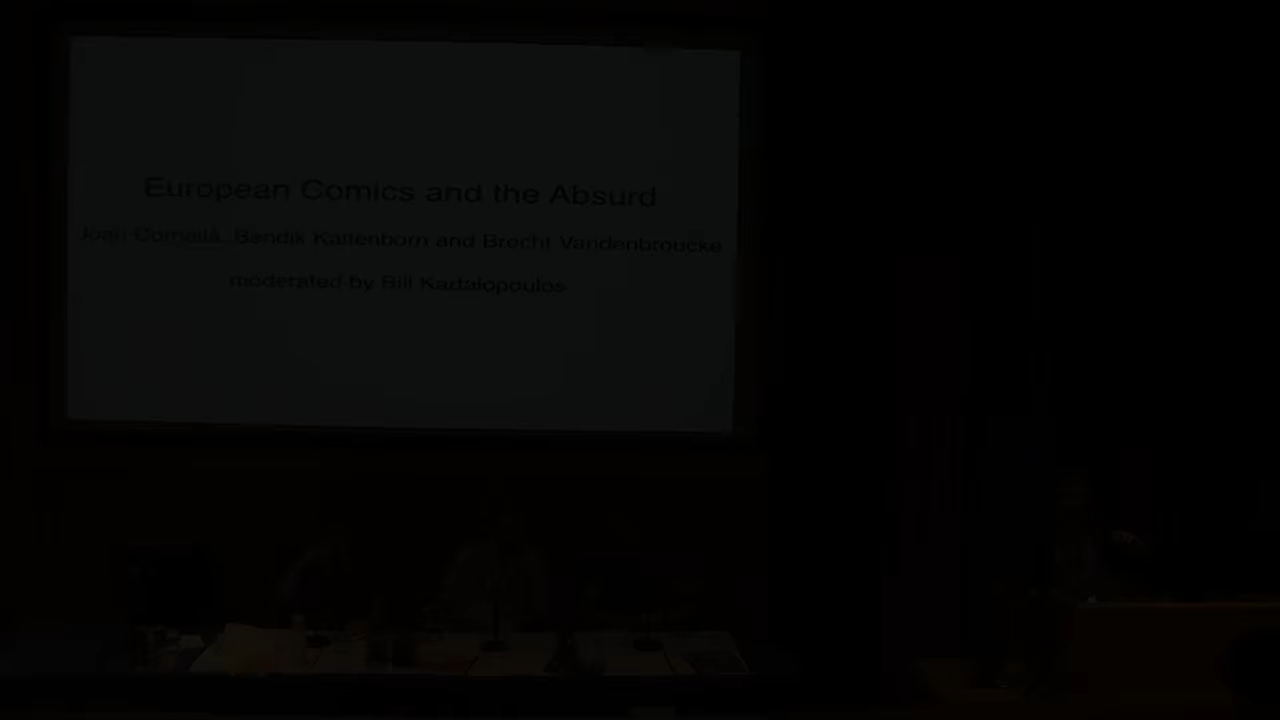 European Comics and the Absurd
Joan Cornellà, Bendik Kaltenborn and Brecht Vandenbroucke
moderated by Bill Kartalopoulos